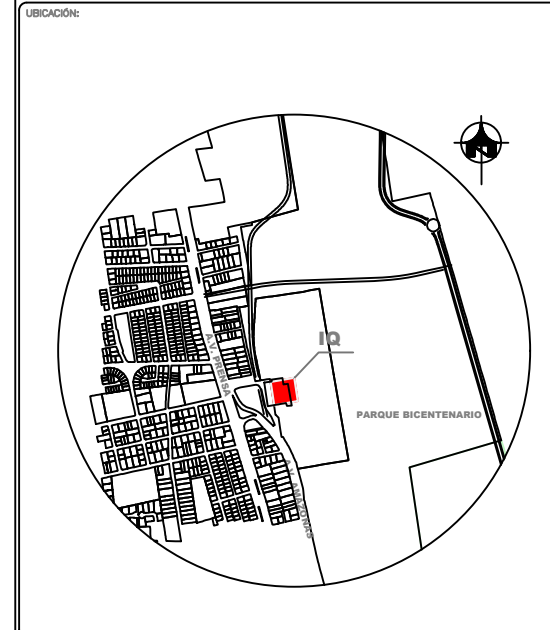 UBICACIÓN:
IQ
A.V. PRENSA
PARQUE BICENTENARIO
A.V. AMAZONAS